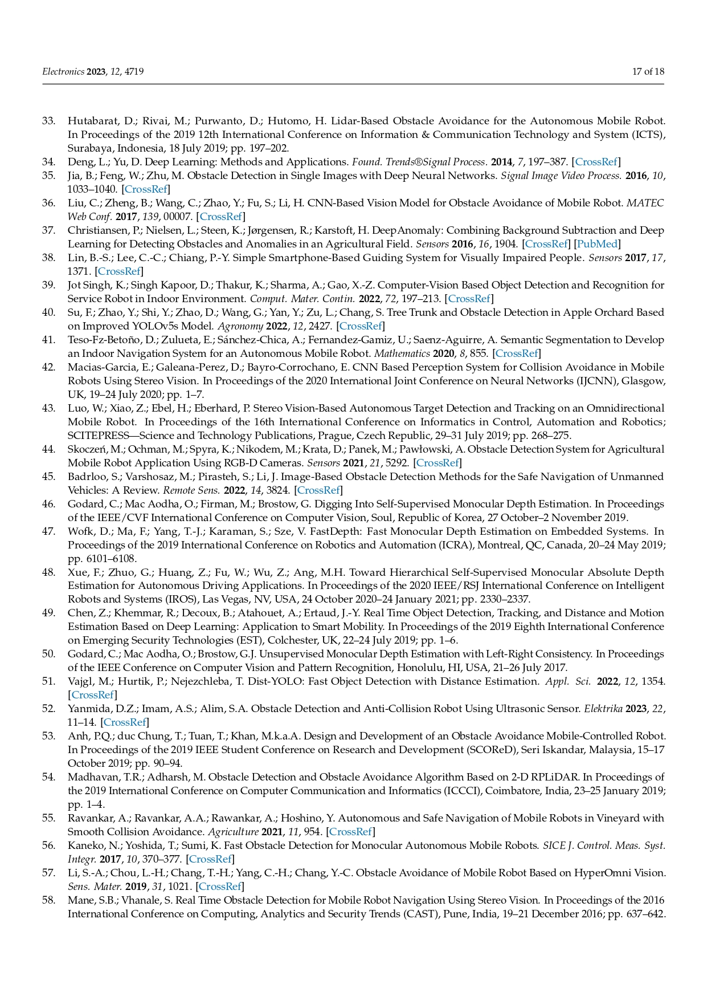 Electronics 2023, 12, 4719
17 of 18
33. Hutabarat, D.; Rivai, M.; Purwanto, D.; Hutomo, H. Lidar-Based Obstacle Avoidance for the Autonomous Mobile Robot.
In Proceedings of the 2019 12th International Conference on Information & Communication Technology and System (ICTS),
Surabaya, Indonesia, 18 July 2019; pp. 197–202.
34. Deng, L.; Yu, D. Deep Learning: Methods and Applications. Found. Trends®Signal Process. 2014, 7, 197–387. [CrossRef]
35. Jia, B.; Feng, W.; Zhu, M. Obstacle Detection in Single Images with Deep Neural Networks. Signal Image Video Process. 2016, 10,
1033–1040. [CrossRef]
36. Liu, C.; Zheng, B.; Wang, C.; Zhao, Y.; Fu, S.; Li, H. CNN-Based Vision Model for Obstacle Avoidance of Mobile Robot. MATEC
Web Conf. 2017, 139, 00007. [CrossRef]
37. Christiansen, P.; Nielsen, L.; Steen, K.; Jørgensen, R.; Karstoft, H. DeepAnomaly: Combining Background Subtraction and Deep
Learning for Detecting Obstacles and Anomalies in an Agricultural Field. Sensors 2016, 16, 1904. [CrossRef] [PubMed]
38. Lin, B.-S.; Lee, C.-C.; Chiang, P.-Y. Simple Smartphone-Based Guiding System for Visually Impaired People. Sensors 2017, 17,
1371. [CrossRef]
39. Jot Singh, K.; Singh Kapoor, D.; Thakur, K.; Sharma, A.; Gao, X.-Z. Computer-Vision Based Object Detection and Recognition for
Service Robot in Indoor Environment. Comput. Mater. Contin. 2022, 72, 197–213. [CrossRef]
40. Su, F.; Zhao, Y.; Shi, Y.; Zhao, D.; Wang, G.; Yan, Y.; Zu, L.; Chang, S. Tree Trunk and Obstacle Detection in Apple Orchard Based
on Improved YOLOv5s Model. Agronomy 2022, 12, 2427. [CrossRef]
41. Teso-Fz-Betoño, D.; Zulueta, E.; Sánchez-Chica, A.; Fernandez-Gamiz, U.; Saenz-Aguirre, A. Semantic Segmentation to Develop
an Indoor Navigation System for an Autonomous Mobile Robot. Mathematics 2020, 8, 855. [CrossRef]
42. Macias-Garcia, E.; Galeana-Perez, D.; Bayro-Corrochano, E. CNN Based Perception System for Collision Avoidance in Mobile
Robots Using Stereo Vision. In Proceedings of the 2020 International Joint Conference on Neural Networks (IJCNN), Glasgow,
UK, 19–24 July 2020; pp. 1–7.
43. Luo, W.; Xiao, Z.; Ebel, H.; Eberhard, P. Stereo Vision-Based Autonomous Target Detection and Tracking on an Omnidirectional
Mobile Robot. In Proceedings of the 16th International Conference on Informatics in Control, Automation and Robotics;
SCITEPRESS—Science and Technology Publications, Prague, Czech Republic, 29–31 July 2019; pp. 268–275.
44. Skoczeń, M.; Ochman, M.; Spyra, K.; Nikodem, M.; Krata, D.; Panek, M.; Pawłowski, A. Obstacle Detection System for Agricultural
Mobile Robot Application Using RGB-D Cameras. Sensors 2021, 21, 5292. [CrossRef]
45. Badrloo, S.; Varshosaz, M.; Pirasteh, S.; Li, J. Image-Based Obstacle Detection Methods for the Safe Navigation of Unmanned
Vehicles: A Review. Remote Sens. 2022, 14, 3824. [CrossRef]
46. Godard, C.; Mac Aodha, O.; Firman, M.; Brostow, G. Digging Into Self-Supervised Monocular Depth Estimation. In Proceedings
of the IEEE/CVF International Conference on Computer Vision, Soul, Republic of Korea, 27 October–2 November 2019.
47. Wofk, D.; Ma, F.; Yang, T.-J.; Karaman, S.; Sze, V. FastDepth: Fast Monocular Depth Estimation on Embedded Systems. In
Proceedings of the 2019 International Conference on Robotics and Automation (ICRA), Montreal, QC, Canada, 20–24 May 2019;
pp. 6101–6108.
48. Xue, F.; Zhuo, G.; Huang, Z.; Fu, W.; Wu, Z.; Ang, M.H. Toward Hierarchical Self-Supervised Monocular Absolute Depth
Estimation for Autonomous Driving Applications. In Proceedings of the 2020 IEEE/RSJ International Conference on Intelligent
Robots and Systems (IROS), Las Vegas, NV, USA, 24 October 2020–24 January 2021; pp. 2330–2337.
49. Chen, Z.; Khemmar, R.; Decoux, B.; Atahouet, A.; Ertaud, J.-Y. Real Time Object Detection, Tracking, and Distance and Motion
Estimation Based on Deep Learning: Application to Smart Mobility. In Proceedings of the 2019 Eighth International Conference
on Emerging Security Technologies (EST), Colchester, UK, 22–24 July 2019; pp. 1–6.
50. Godard, C.; Mac Aodha, O.; Brostow, G.J. Unsupervised Monocular Depth Estimation with Left-Right Consistency. In Proceedings
of the IEEE Conference on Computer Vision and Pattern Recognition, Honolulu, HI, USA, 21–26 July 2017.
51. Vajgl, M.; Hurtik, P.; Nejezchleba, T. Dist-YOLO: Fast Object Detection with Distance Estimation. Appl. Sci. 2022, 12, 1354.
[CrossRef]
52. Yanmida, D.Z.; Imam, A.S.; Alim, S.A. Obstacle Detection and Anti-Collision Robot Using Ultrasonic Sensor. Elektrika 2023, 22,
11–14. [CrossRef]
53. Anh, P.Q.; duc Chung, T.; Tuan, T.; Khan, M.k.a.A. Design and Development of an Obstacle Avoidance Mobile-Controlled Robot.
In Proceedings of the 2019 IEEE Student Conference on Research and Development (SCOReD), Seri Iskandar, Malaysia, 15–17
October 2019; pp. 90–94.
54. Madhavan, T.R.; Adharsh, M. Obstacle Detection and Obstacle Avoidance Algorithm Based on 2-D RPLiDAR. In Proceedings of
the 2019 International Conference on Computer Communication and Informatics (ICCCI), Coimbatore, India, 23–25 January 2019;
pp. 1–4.
55. Ravankar, A.; Ravankar, A.A.; Rawankar, A.; Hoshino, Y. Autonomous and Safe Navigation of Mobile Robots in Vineyard with
Smooth Collision Avoidance. Agriculture 2021, 11, 954. [CrossRef]
56. Kaneko, N.; Yoshida, T.; Sumi, K. Fast Obstacle Detection for Monocular Autonomous Mobile Robots. SICE J. Control. Meas. Syst.
Integr. 2017, 10, 370–377. [CrossRef]
57. Li, S.-A.; Chou, L.-H.; Chang, T.-H.; Yang, C.-H.; Chang, Y.-C. Obstacle Avoidance of Mobile Robot Based on HyperOmni Vision.
Sens. Mater. 2019, 31, 1021. [CrossRef]
58. Mane, S.B.; Vhanale, S. Real Time Obstacle Detection for Mobile Robot Navigation Using Stereo Vision. In Proceedings of the 2016
International Conference on Computing, Analytics and Security Trends (CAST), Pune, India, 19–21 December 2016; pp. 637–642.